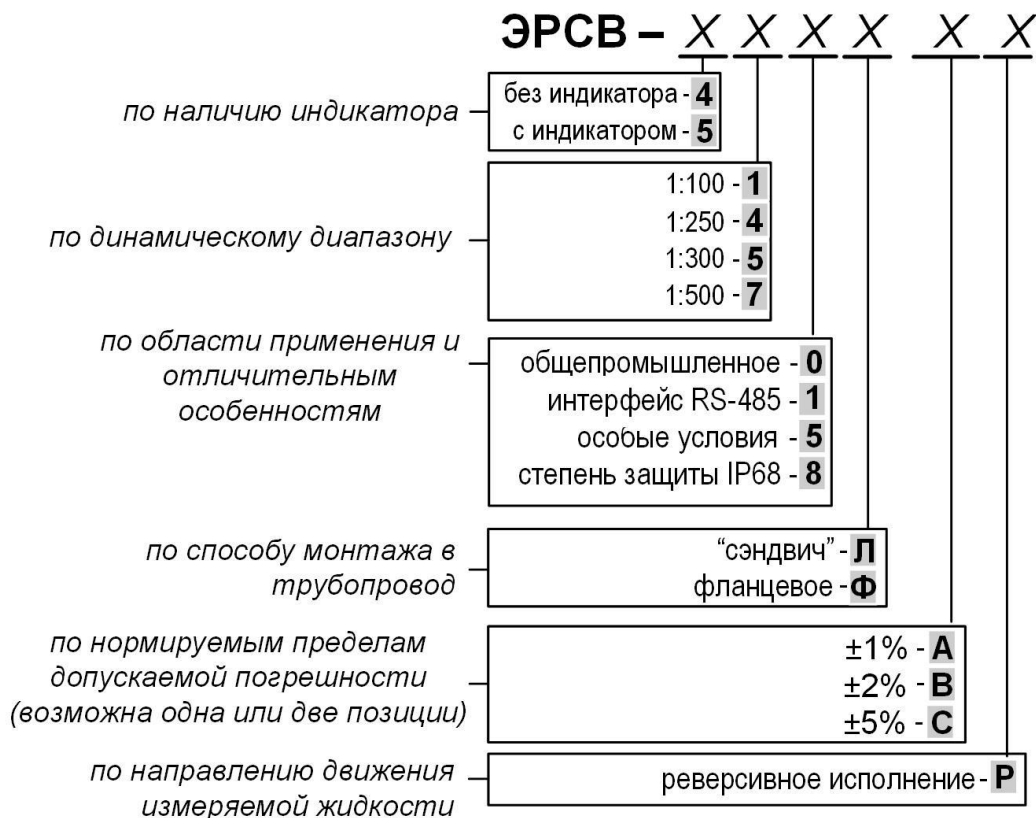 ЭРСВ – X X X X X X
по наличию индикатора
без индикатора - 4
с индикатором - 5
по динамическому диапазону
1:100 - 1
1:250 - 4
1:300 - 5
1:500 - 7
по области применения и
отличительным
особенностям
общепромышленное - 0
интерфейс RS-485 - 1
особые условия - 5
степень защиты IP68 - 8
по способу монтажа в
трубопровод
“сэндвич” - Л
фланцевое - Ф
по нормируемым пределам
допускаемой погрешности
(возможна одна или две позиции)
±1% - А
±2% - В
±5% - С
по направлению движения
измеряемой жидкости
реверсивное исполнение - Р